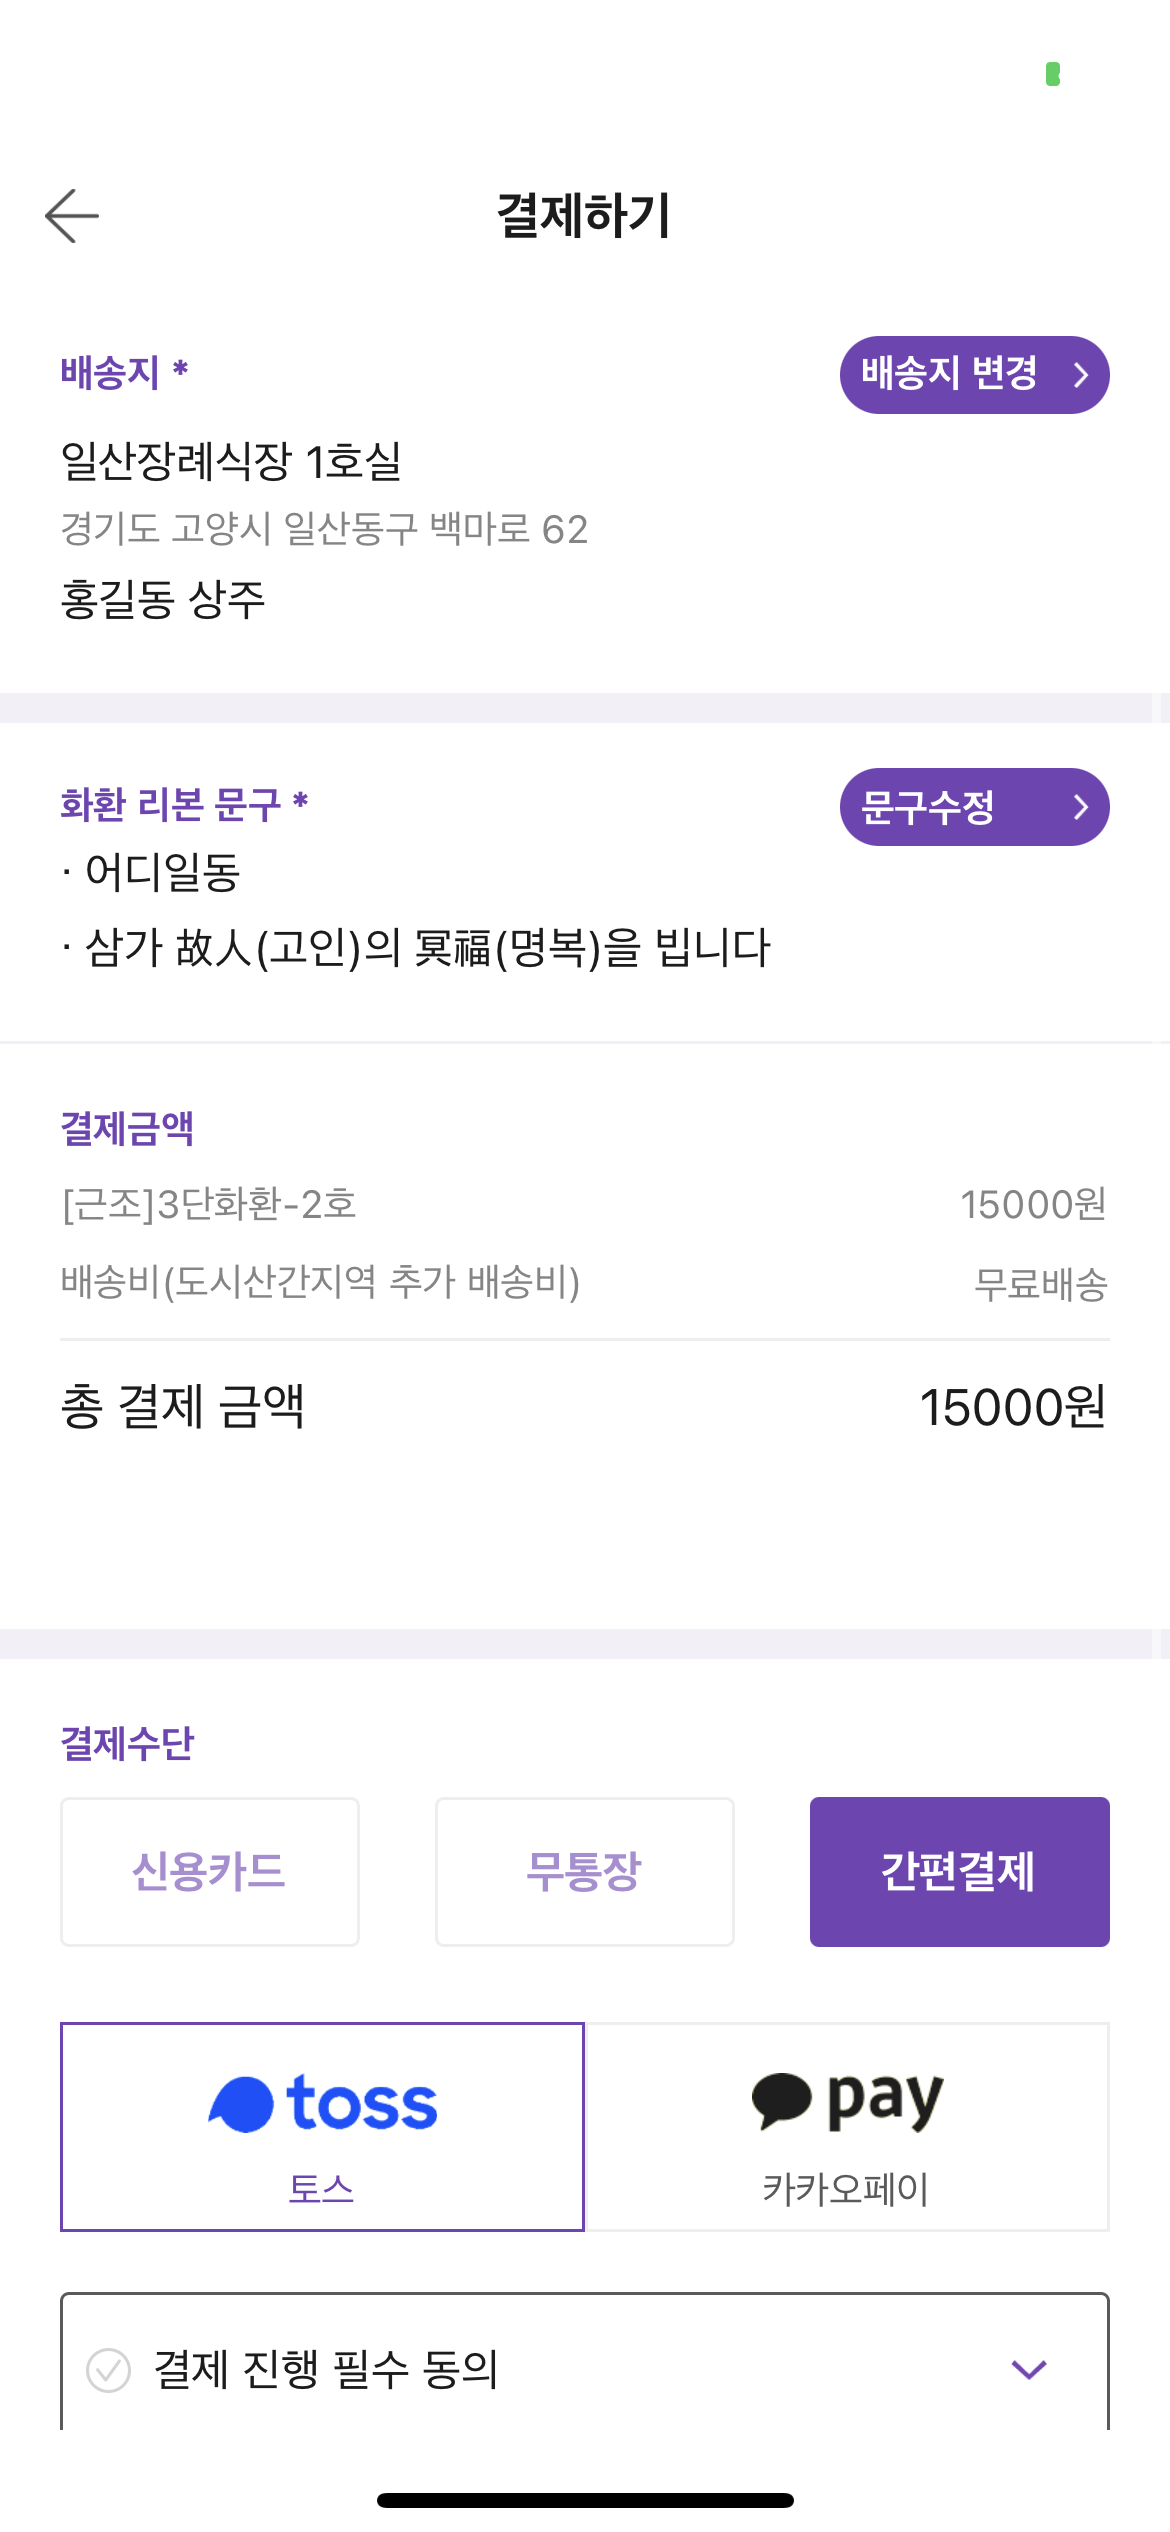 결제하기
배송지 *
배송지 변경
일산장례식장 1호실
경기도 고양시 일산동구 백마로 62
홍길동 상주
화환 리본 문구 *
문구수정
· 어디일동
· 삼가 故人(고인)의 冥福(명복)을 빕니다
결제금액
[근조]3단화환-2호 15000원
배송비(도시산간지역 추가 배송비) 무료배송
총 결제 금액 15000원
결제수단
신용카드 무통장 간편결제
toss pay
토스 카카오페이
결제 진행 필수 동의